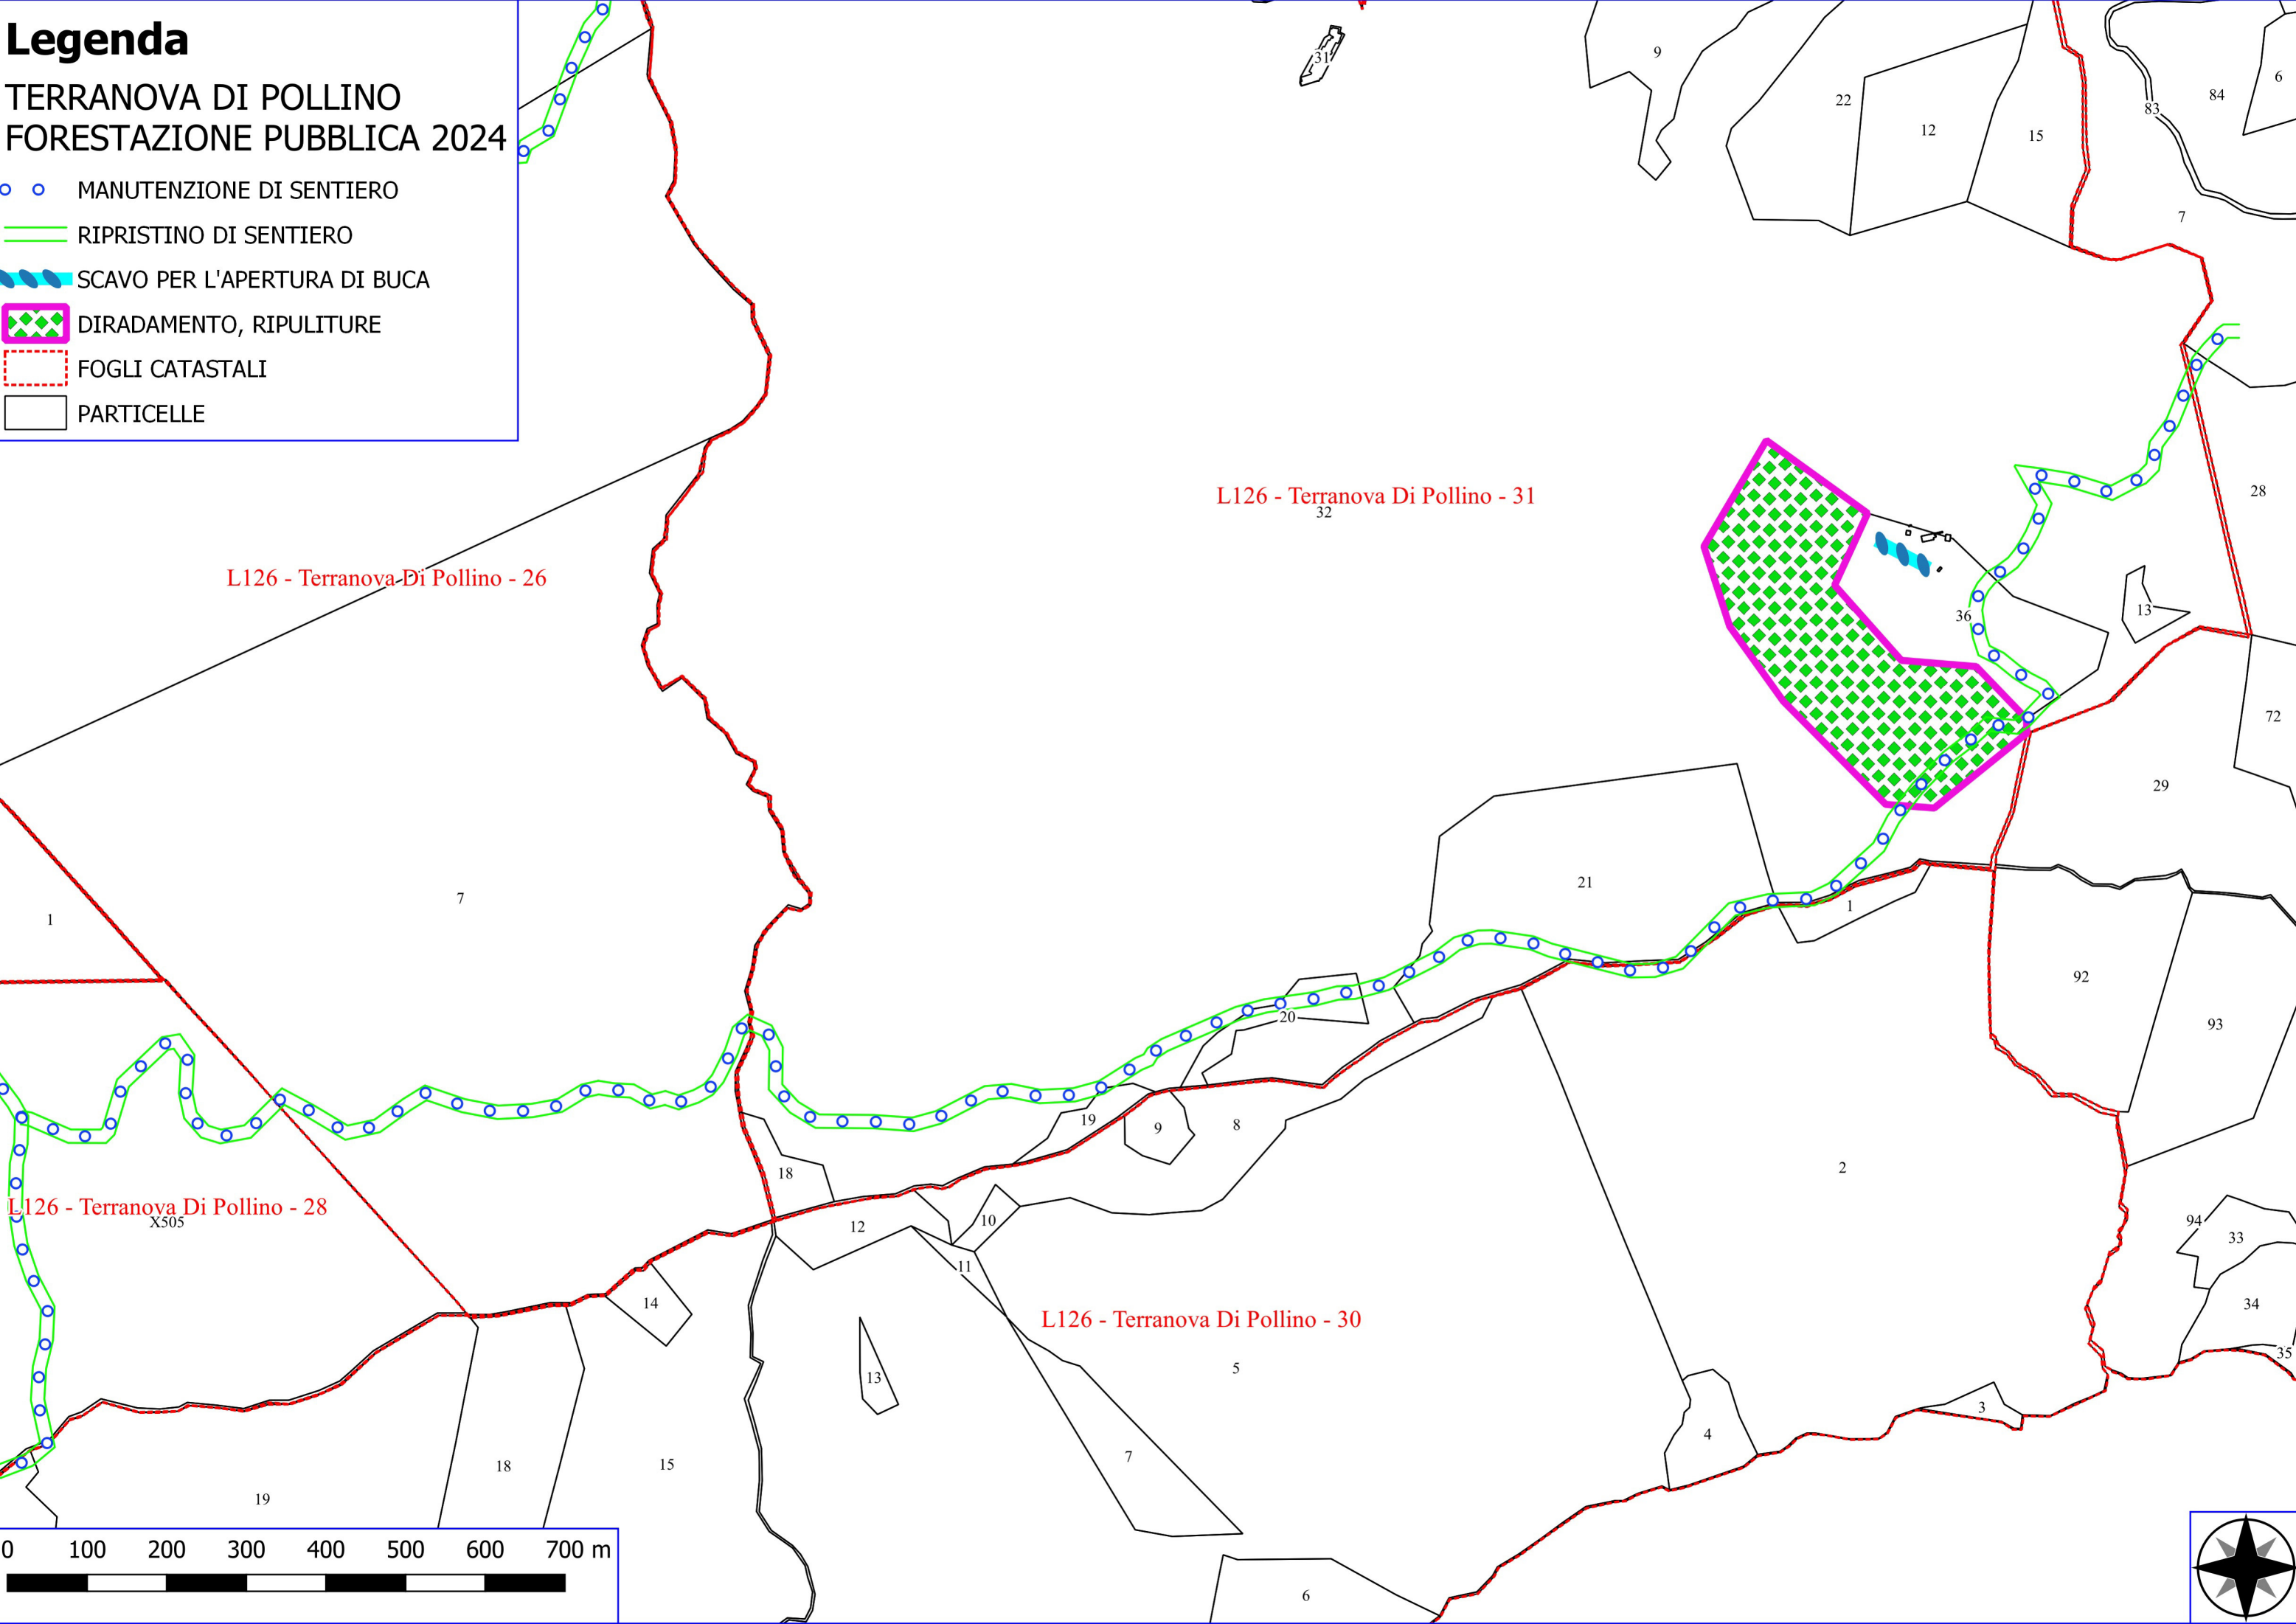 Legenda
TERRANOVA DI POLLINO
FORESTAZIONE PUBBLICA 2024
MANUTENZIONE DI SENTIERO
RIPRISTINO DI SENTIERO
SCAVO PER L'APERTURA DI BUCA
DIRADAMENTO, RIPULITURE
FOGLI CATASTALI
PARTICELLE
31
9
22
12
15
83
84
6
7
L126 - Terranova Di Pollino - 31
32
28
L126 - Terranova Di Pollino - 26
36
13
72
29
21
7
1
1
92
20
93
19
9
8
18
2
L126 - Terranova Di Pollino - 28
X505
12
10
94
33
11
14
L126 - Terranova Di Pollino - 30
34
35
5
13
3
4
7
18
15
19
6
0 100 200 300 400 500 600 700 m